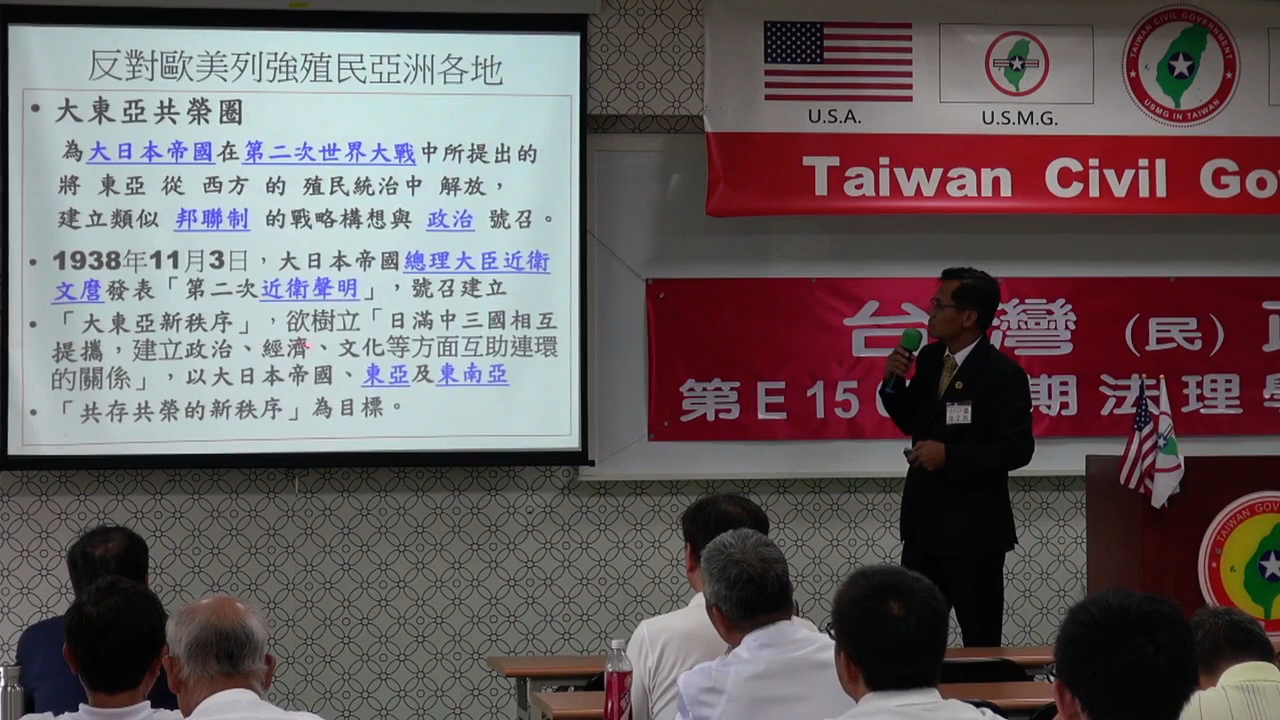 反對歐美列強殖民亞洲各地
• 大東亞共榮圈
為大日本帝國在第二次世界大戰中所提出的
將 東亞 從 西方 的 殖民統治中 解放，
建立類似 邦聯制 的戰略構想與 政治 號召。
• 1938年11月3日，大日本帝國總理大臣近衛
文麿發表「第二次近衛聲明」，號召建立
• 「大東亞新秩序」，欲樹立「日滿中三國相互
提攜，建立政治、經濟、文化等方面互助連環
的關係」，以大日本帝國、東亞及東南亞
• 「共存共榮的新秩序」為目標。
U.S.A.
U.S.M.G.
TAIWAN CIVIL GOVERNMENT
USMG IN TAIWAN
Taiwan Civil Go
台灣（民）
第E15
期法理學
TAIWAN GOV